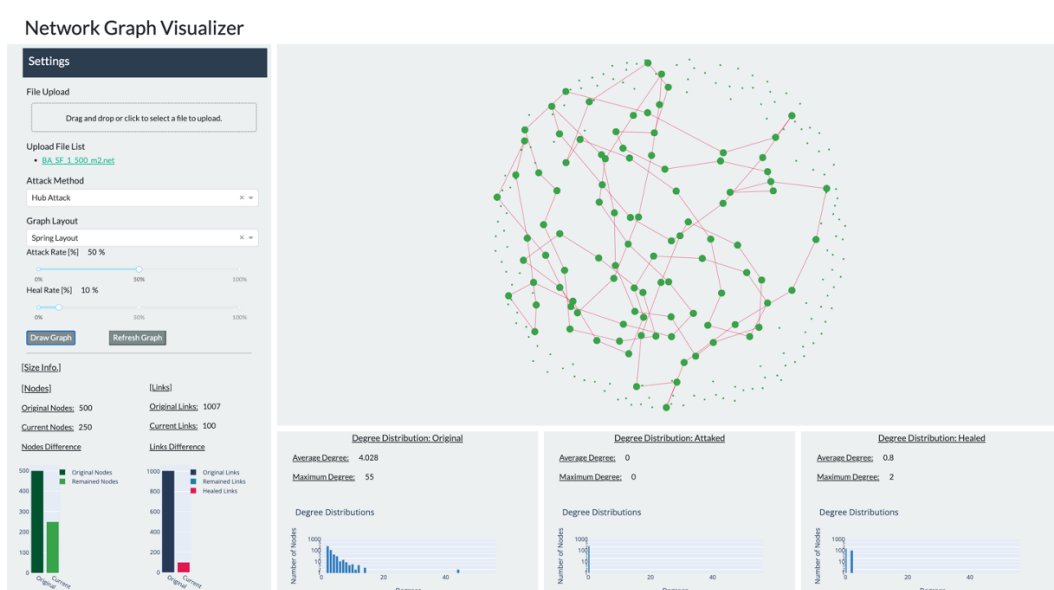 Network Graph Visualizer
Settings
File Upload
Drag and drop or click to select a file to upload.
Upload File List
BA_SF_1_500_m2.net
Attack Method
Hub Attack
Graph Layout
Spring Layout
Attack Rate [%] 50 %
0% 50% 100%
Heal Rate [%] 10 %
0% 50% 100%
Draw Graph Refresh Graph
[Size Info.]
[Nodes] [Links]
Original Nodes: 500 Original Links: 1007
Current Nodes: 250 Current Links: 100
Nodes Difference Links Difference
500
400
300
200
100
0
Original Nodes
Remained Nodes
Original Current
1000
800
600
400
200
0
Original Links
Remained Links
Healed Links
Original Current
Degree Distribution: Original
Average Degree: 4.028
Maximum Degree: 55
Degree Distributions
Number of Nodes
1000
100
0 20 40
Degree Distribution: Attaked
Average Degree: 0
Maximum Degree: 0
Degree Distributions
Number of Nodes
1000
100
0 20 40
Degree Distribution: Healed
Average Degree: 0.8
Maximum Degree: 2
Degree Distributions
Number of Nodes
1000
100
0 20 40